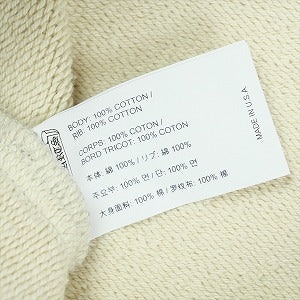 BODY: 100% COTTON /
RIB: 100% COTTON
CORPS: 100% COTON /
BORD TRICOT: 100% COTON
本体: 綿 100% / リブ: 綿 100%
주요부: 100% 면 / 단: 100% 면
大身面料: 100% 棉 / 罗纹布: 100% 棉
MADE IN U.S.A